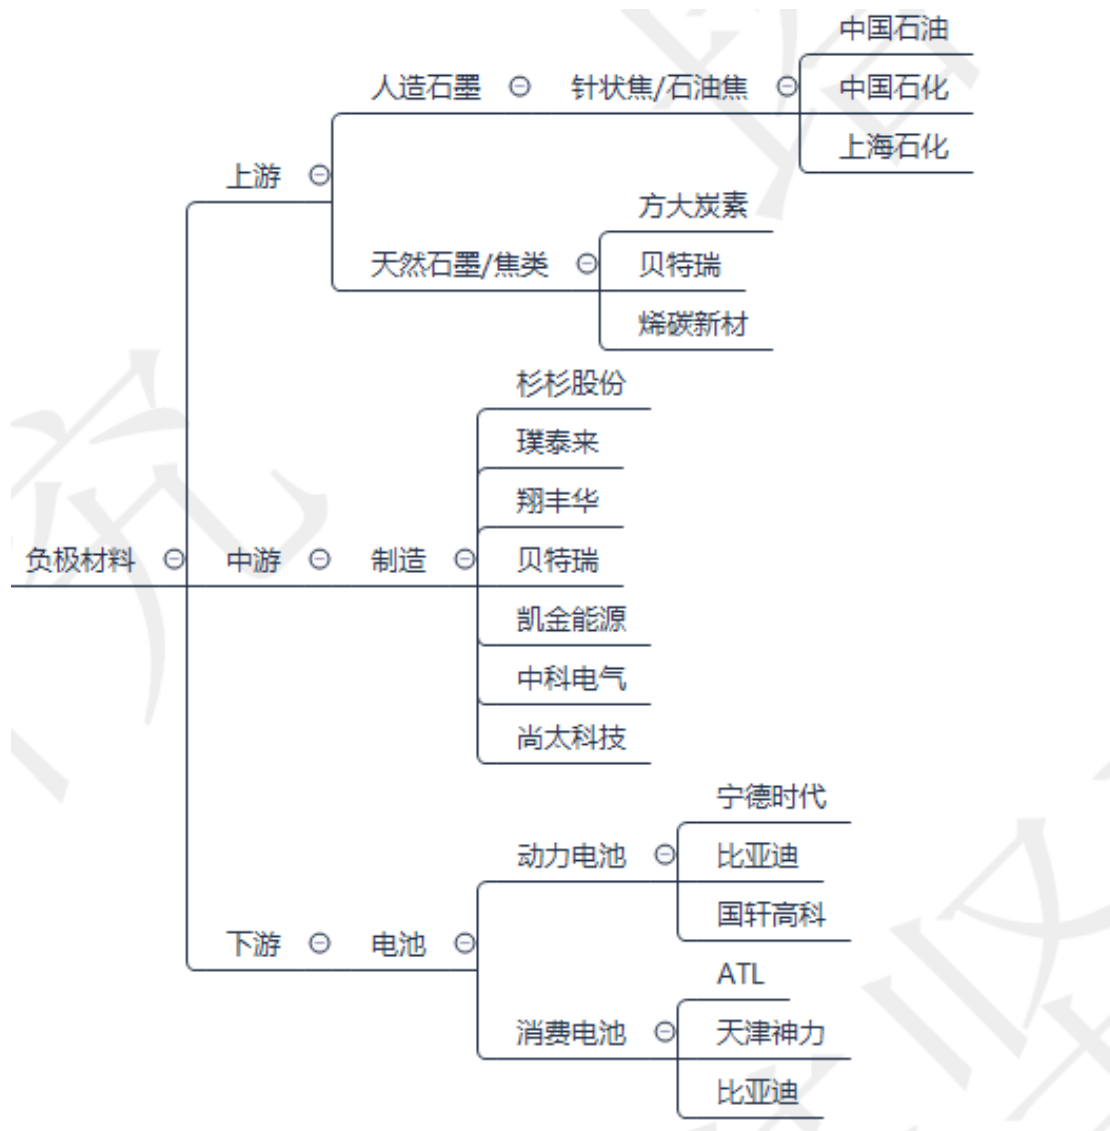 中国石油
人造石墨 针状焦/石油焦 中国石化
上海石化
上游
方大炭素
天然石墨/焦类 贝特瑞
烯碳新材
杉杉股份
璞泰来
翔丰华
负极材料 中游 制造 贝特瑞
凯金能源
中科电气
尚太科技
宁德时代
动力电池 比亚迪
国轩高科
下游 电池
ATL
消费电池 天津神力
比亚迪